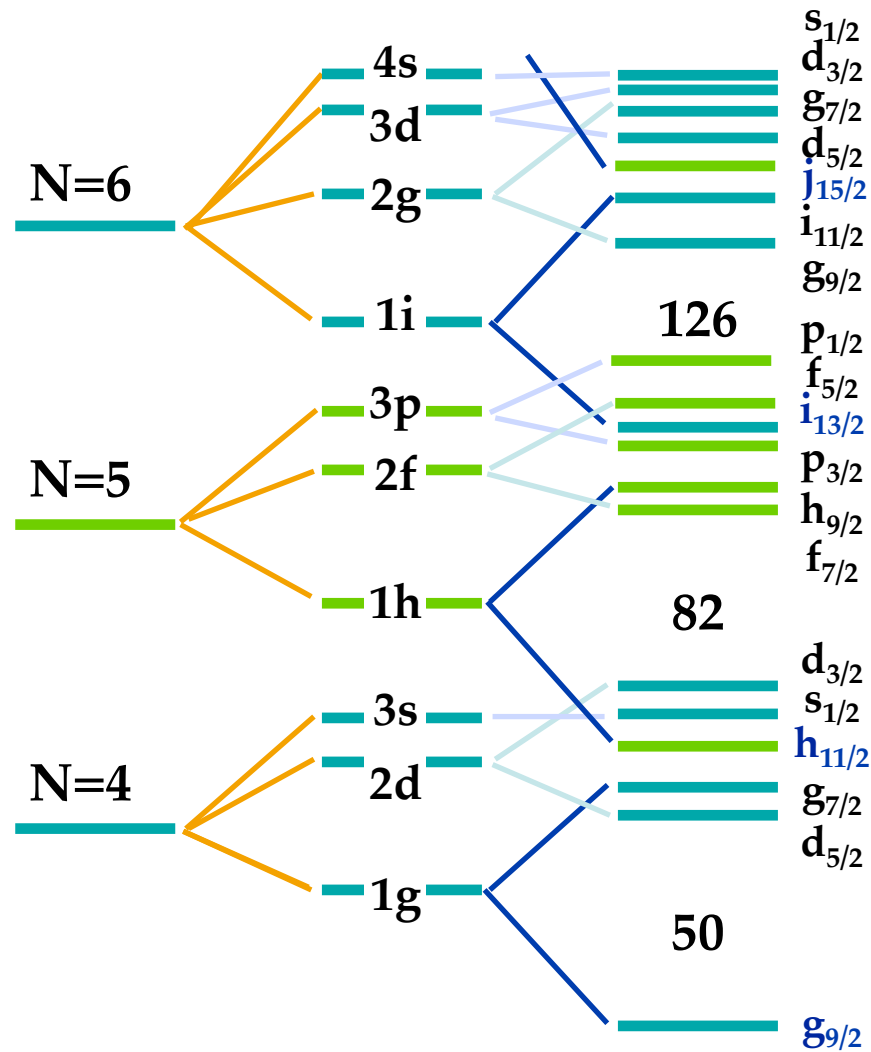 s1/2
4s
d3/2
g7/2
3d
d5/2
N=6
j15/2
2g
i11/2
g9/2
1i
126
p1/2
f5/2
3p
i13/2
N=5
2f
p3/2
h9/2
f7/2
1h
82
d3/2
3s
s1/2
h11/2
N=4
2d
g7/2
d5/2
1g
50
g9/2